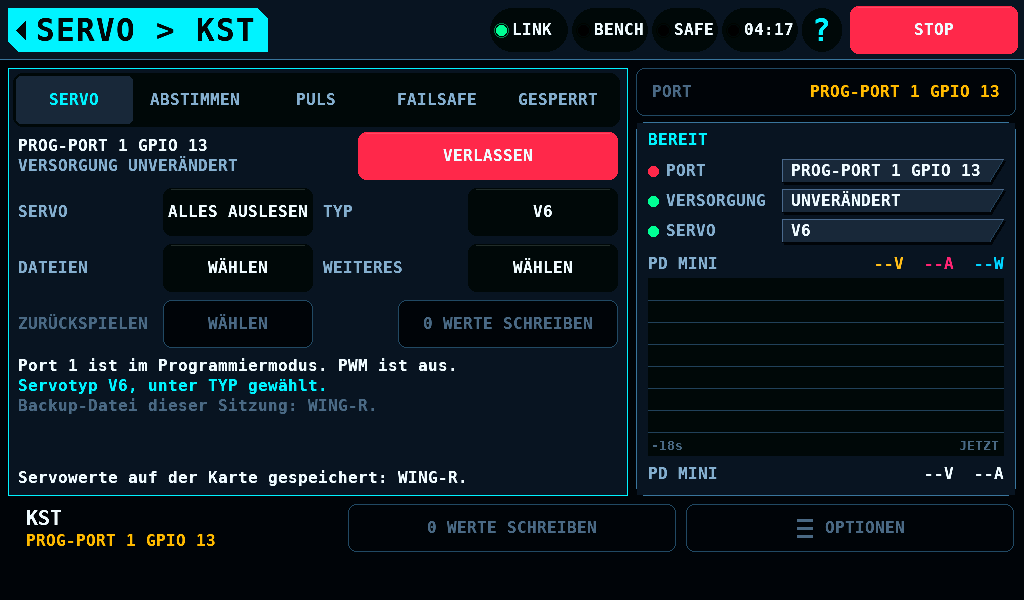 SERVO > KST
LINK
BENCH
SAFE
04:17
?
STOP
SERVO
ABSTIMMEN
PULS
FAILSAFE
GESPERRT
PROG-PORT 1 GPIO 13
VERSORGUNG UNVERÄNDERT
VERLASSEN
SERVO
ALLES AUSLESEN
TYP
V6
DATEIEN
WÄHLEN
WEITERES
WÄHLEN
ZURÜCKSPIELEN
WÄHLEN
0 WERTE SCHREIBEN
Port 1 ist im Programmiermodus. PWM ist aus.
Servotyp V6, unter TYP gewählt.
Backup-Datei dieser Sitzung: WING-R.
Servowerte auf der Karte gespeichert: WING-R.
PORT
PROG-PORT 1 GPIO 13
BEREIT
PORT
PROG-PORT 1 GPIO 13
VERSORGUNG
UNVERÄNDERT
SERVO
V6
PD MINI
--V
--A
--W
-18s
JETZT
PD MINI
--V
--A
KST
PROG-PORT 1 GPIO 13
0 WERTE SCHREIBEN
OPTIONEN